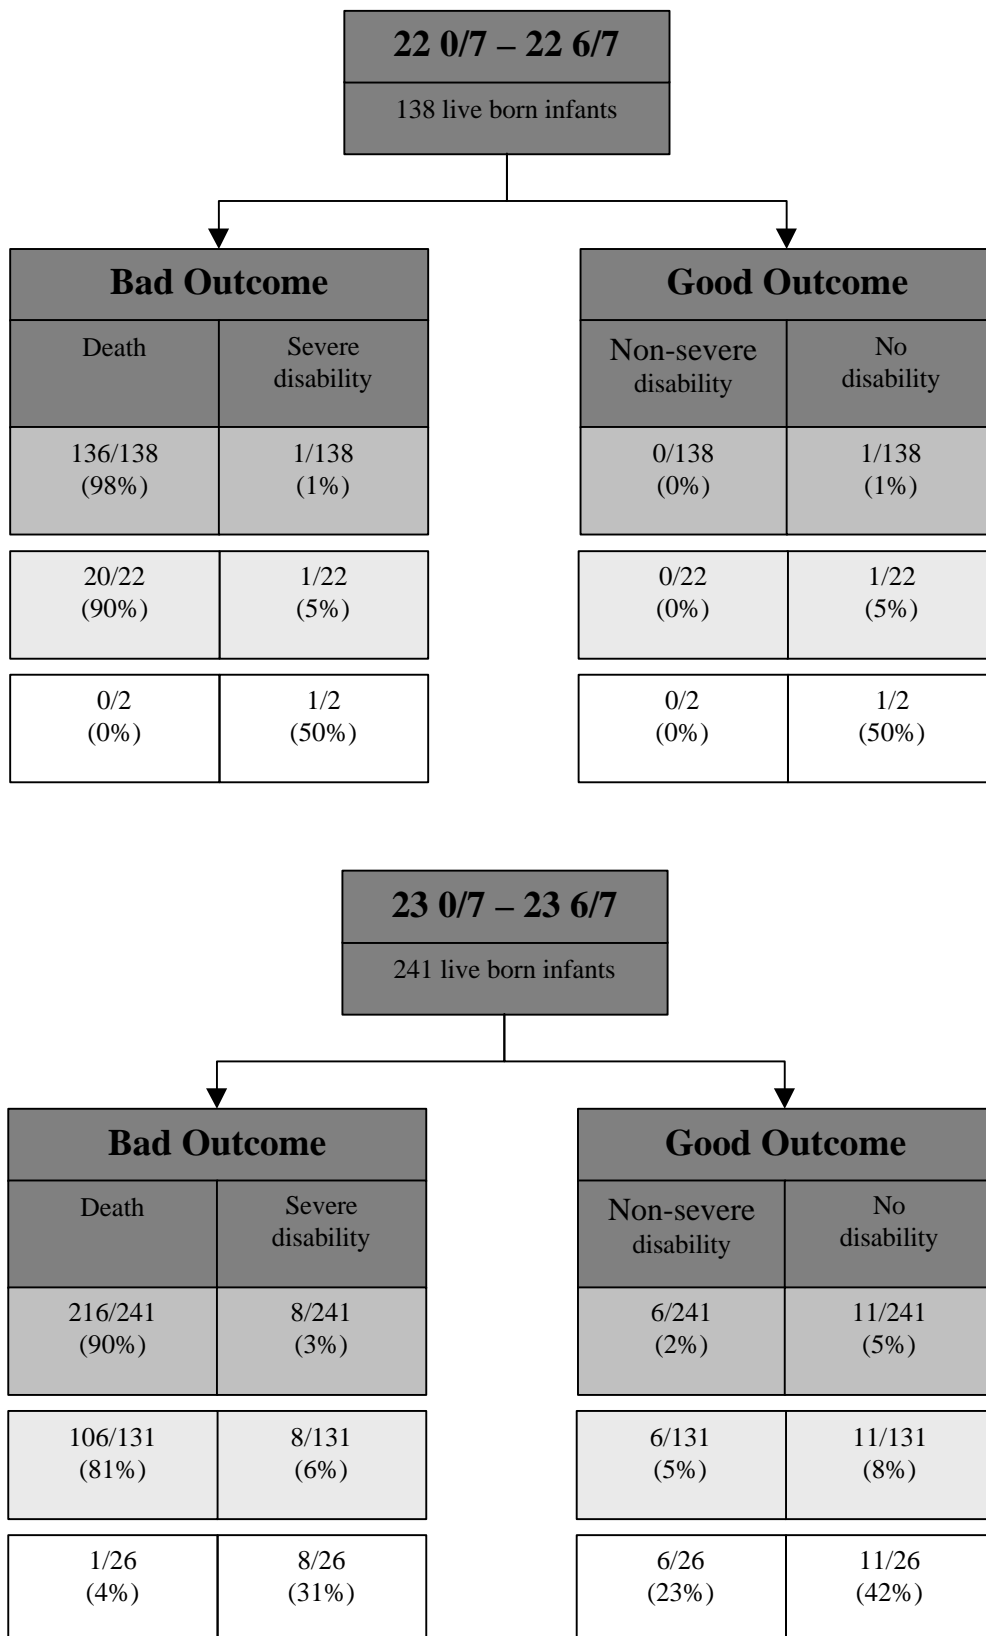 22 0/7 – 22 6/7
138 live born infants
Bad Outcome
Death
Severe
disability
136/138
(98%)
1/138
(1%)
20/22
(90%)
1/22
(5%)
0/2
(0%)
1/2
(50%)
Good Outcome
Non-severe
disability
No
disability
0/138
(0%)
1/138
(1%)
0/22
(0%)
1/22
(5%)
0/2
(0%)
1/2
(50%)
23 0/7 – 23 6/7
241 live born infants
Bad Outcome
Death
Severe
disability
216/241
(90%)
8/241
(3%)
106/131
(81%)
8/131
(6%)
1/26
(4%)
8/26
(31%)
Good Outcome
Non-severe
disability
No
disability
6/241
(2%)
11/241
(5%)
6/131
(5%)
11/131
(8%)
6/26
(23%)
11/26
(42%)